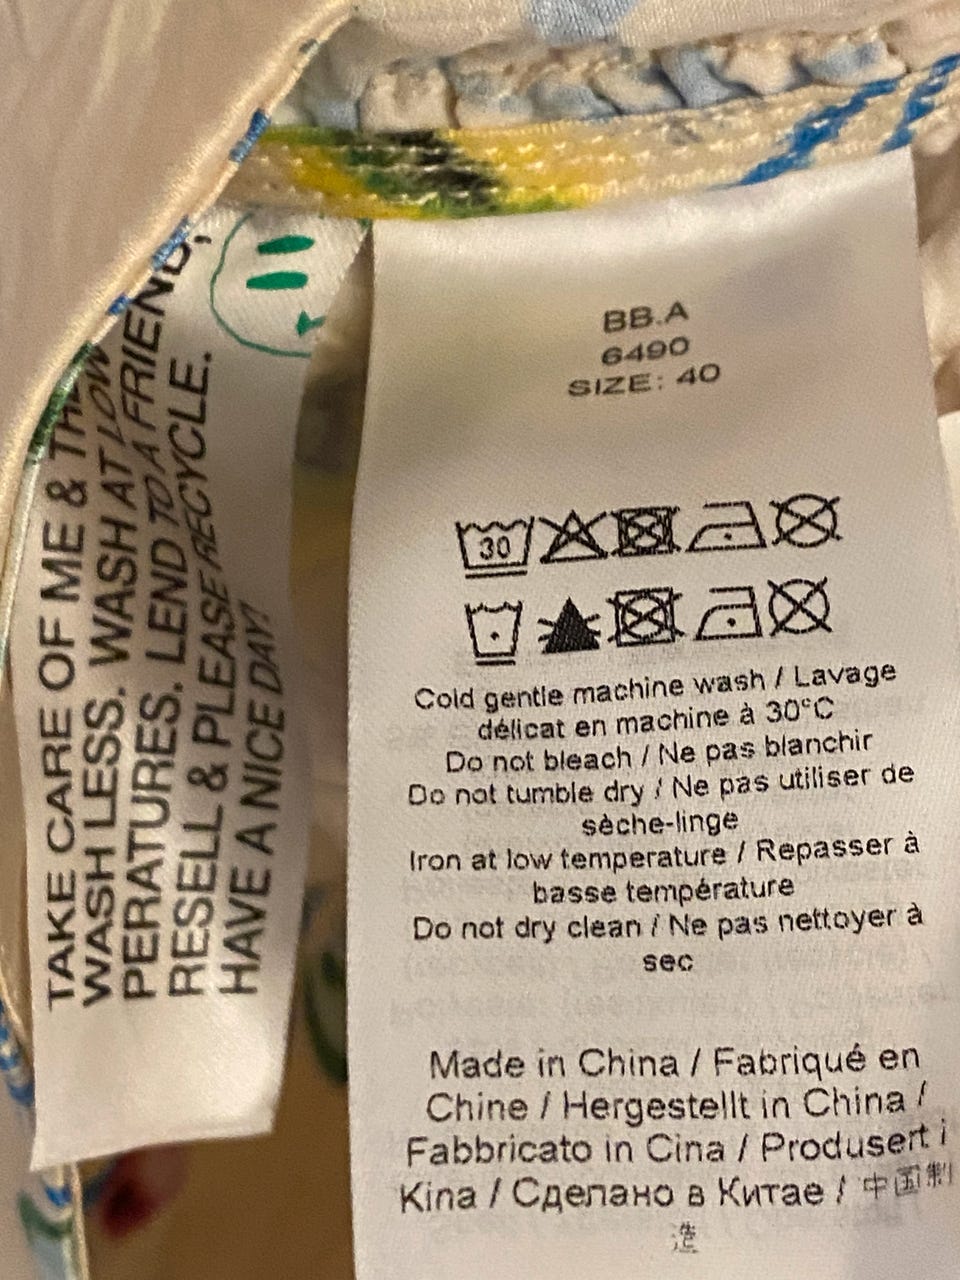 TAKE CARE OF ME &
WASH LESS. WASH AT LOW
PERATURES. LEND TO A FRIEND,
RESELL & PLEASE RECYCLE.
HAVE A NICE DAY!
BB.A
6490
SIZE: 40
30
Cold gentle machine wash / Lavage
délicat en machine à 30°C
Do not bleach / Ne pas blanchir
Do not tumble dry / Ne pas utiliser de
sèche-linge
Iron at low temperature / Repasser à
basse température
Do not dry clean / Ne pas nettoyer à
sec
Made in China / Fabriqué en
Chine / Hergestellt in China /
Fabbricato in Cina / Produsert i
Kina / Сделано в Китае / 中国制
造